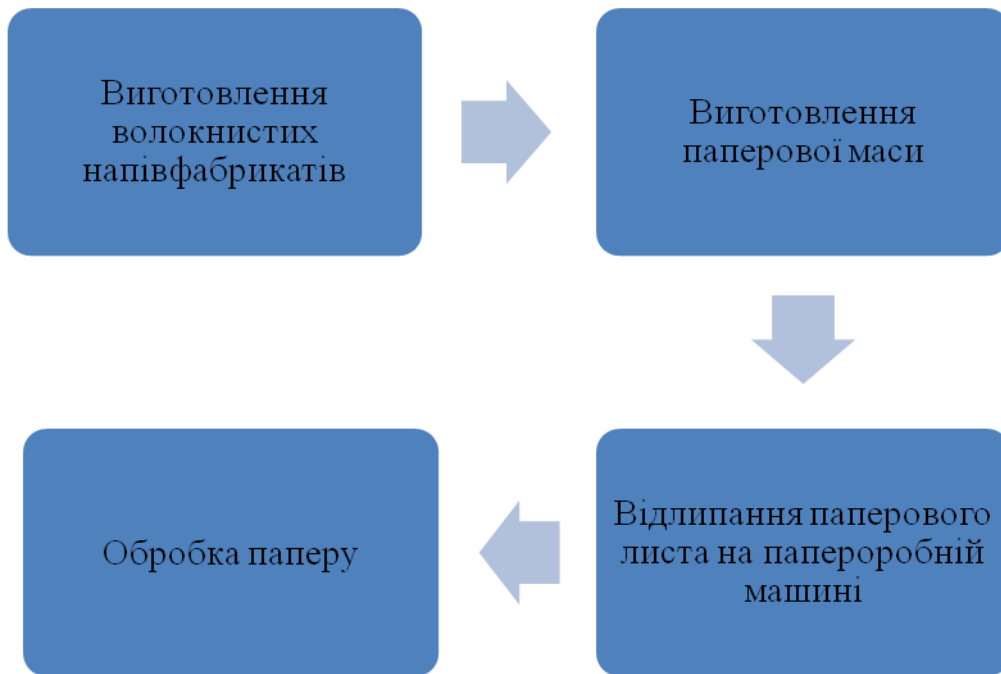 Виготовлення
волокнистих
напівфабрикатів
Виготовлення
паперової маси
Відлипання паперового
листа на папероробній
машині
Обробка паперу